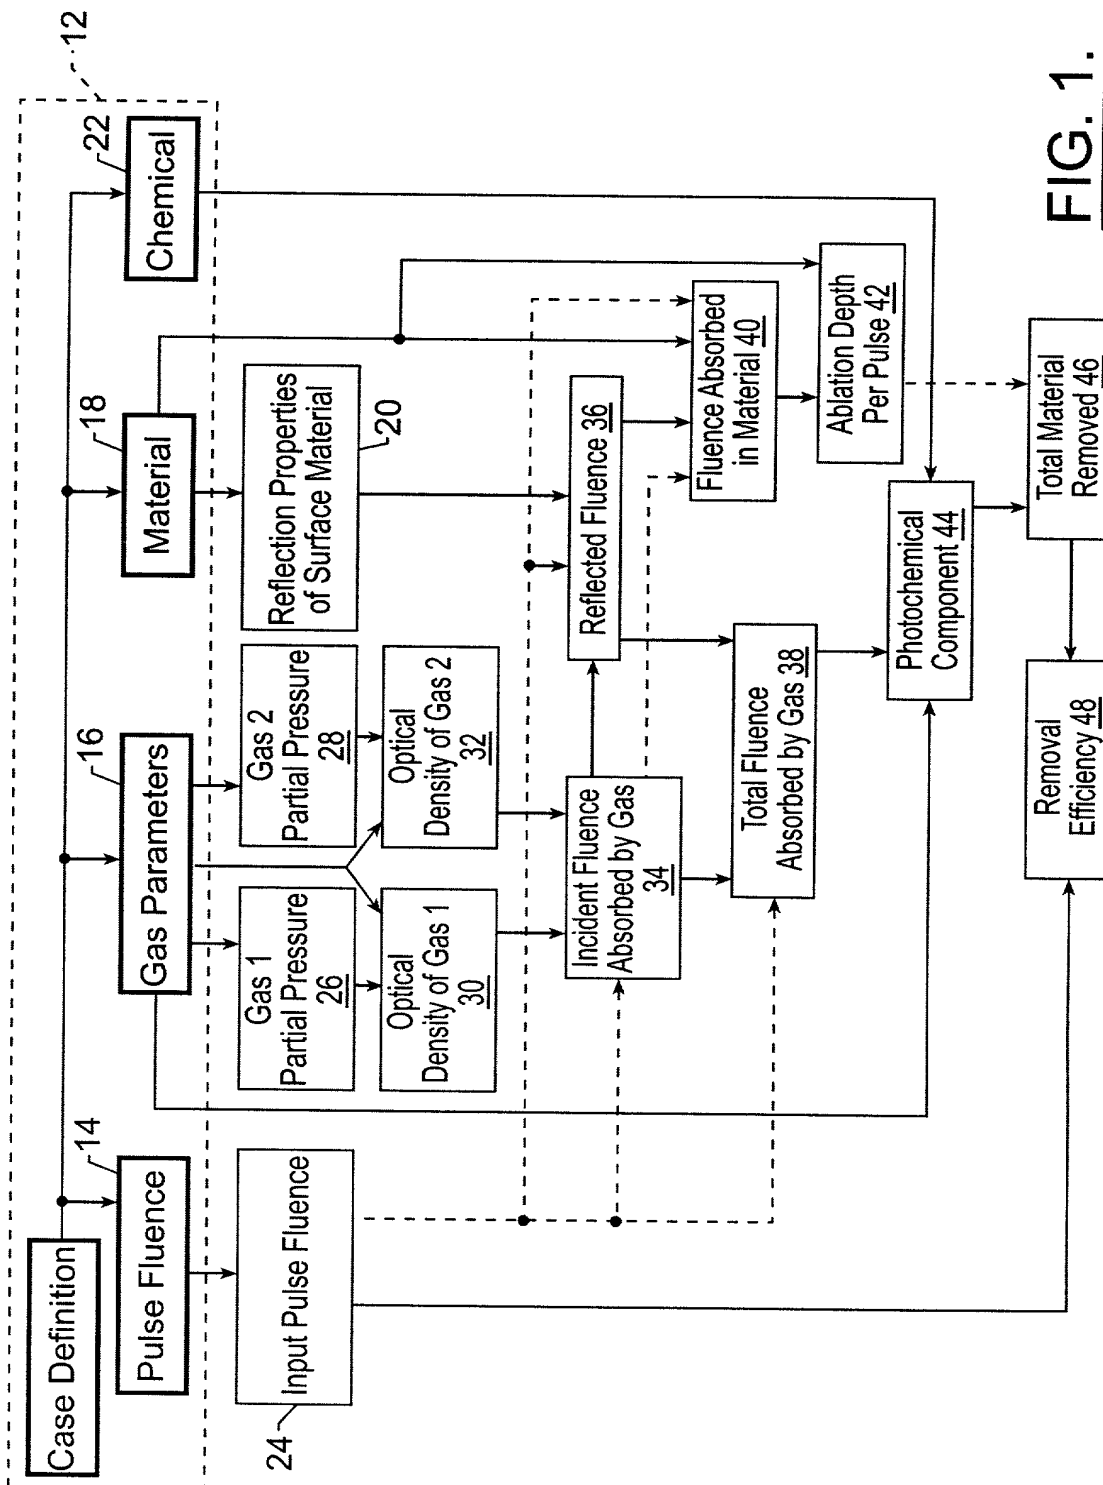 12
Case Definition
14
Pulse Fluence
16
Gas Parameters
18
Material
22
Chemical
24
Input Pulse Fluence
Gas 1
Partial Pressure
26
Gas 2
Partial Pressure
28
Reflection Properties
of Surface Material
20
Optical
Density of Gas 1
30
Optical
Density of Gas 2
32
Incident Fluence
Absorbed by Gas
34
Reflected Fluence 36
Total Fluence
Absorbed by Gas 38
Fluence Absorbed
in Material 40
Ablation Depth
Per Pulse 42
Photochemical
Component 44
Total Material
Removed 46
Removal
Efficiency 48
FIG. 1.